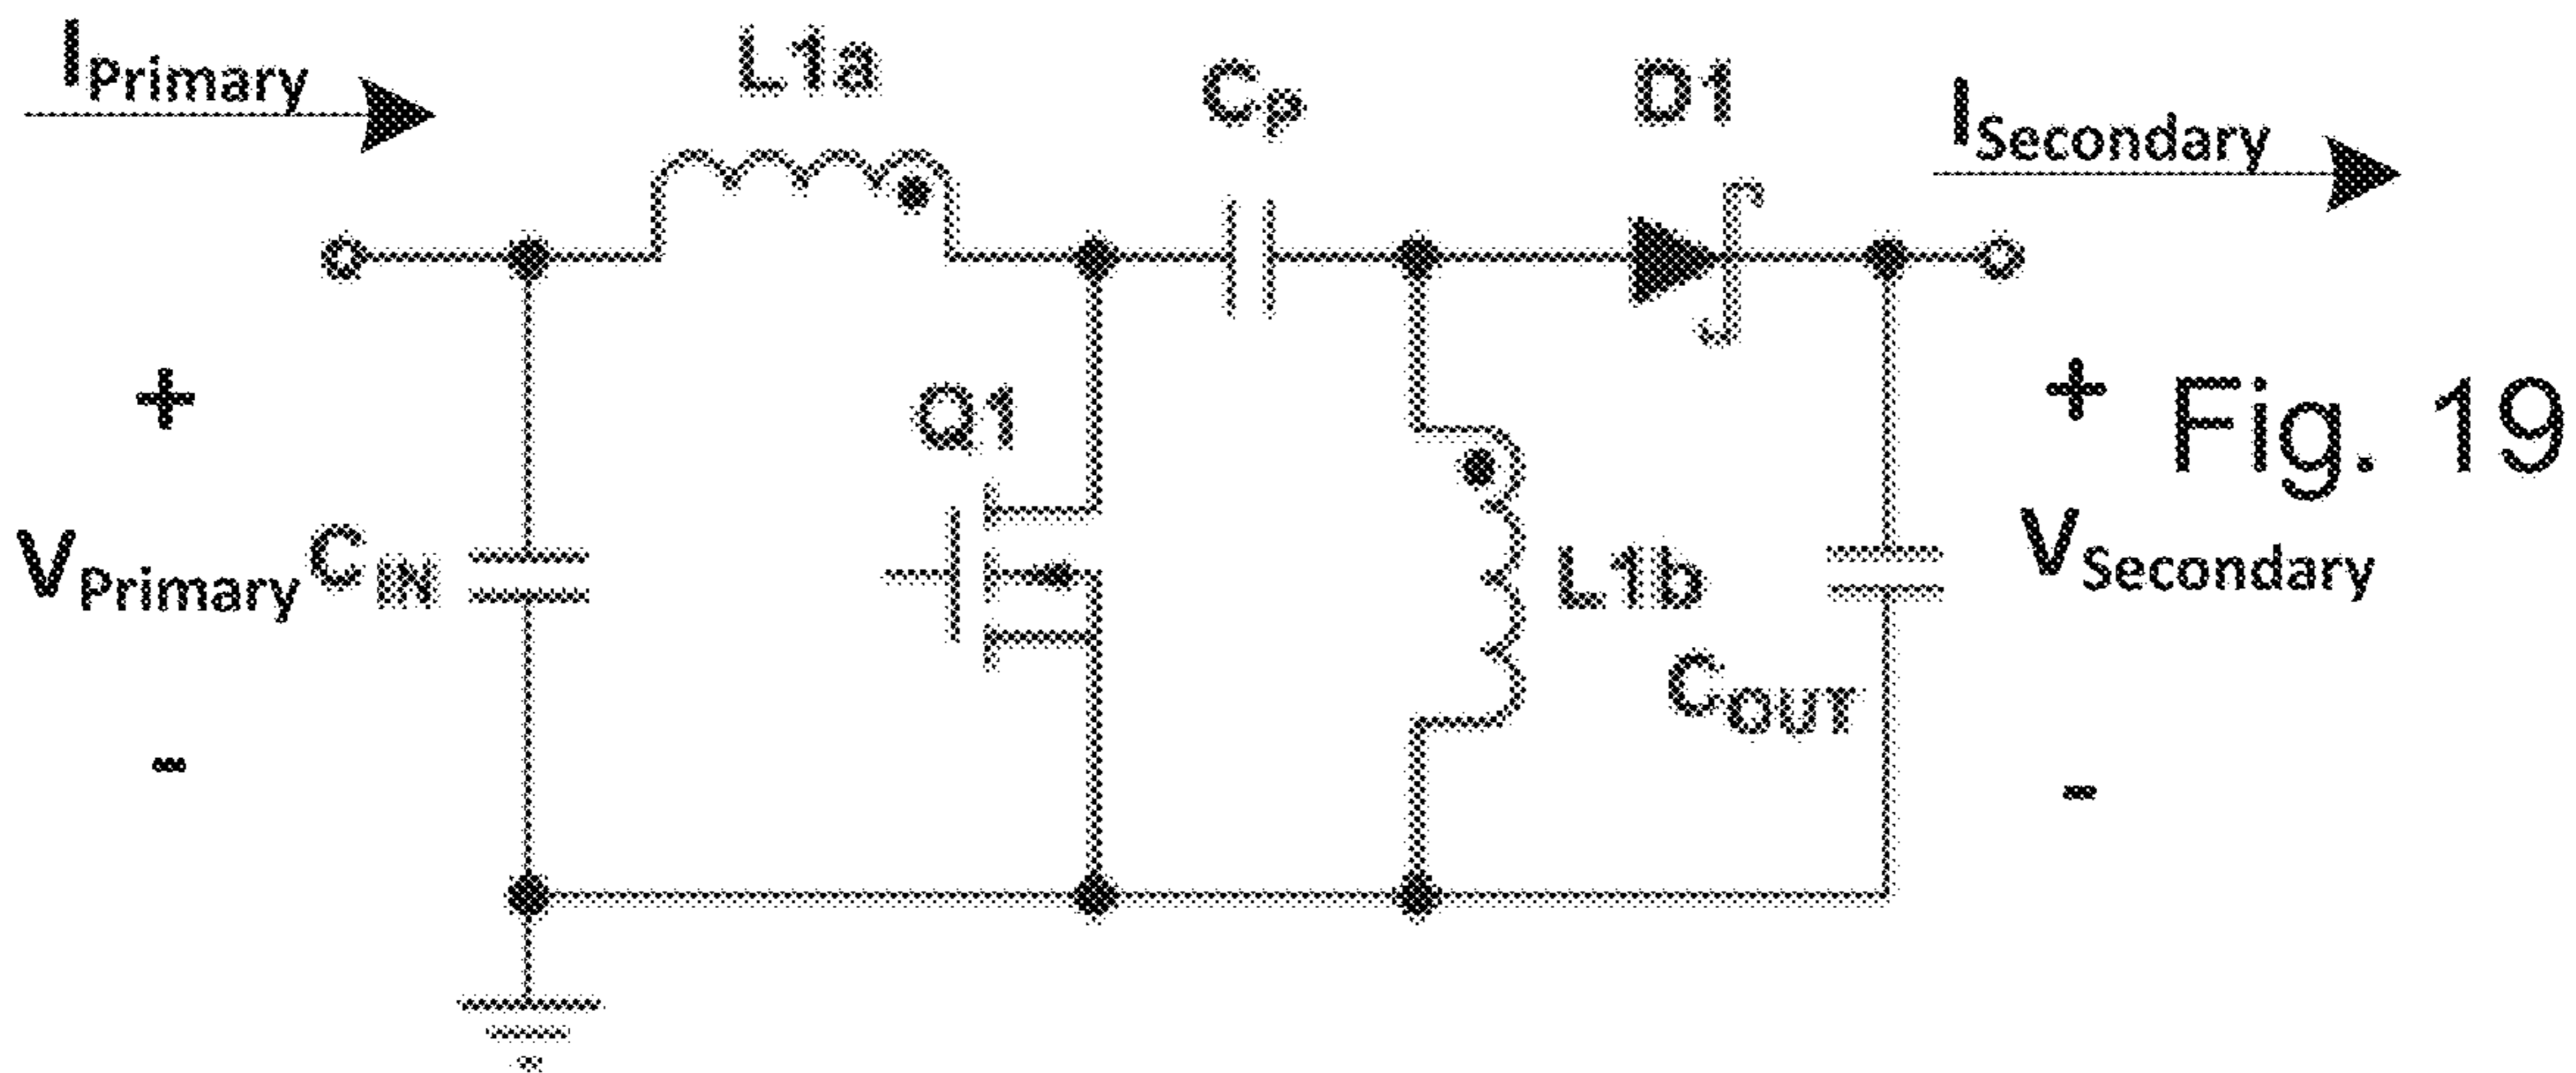 IPrimary
L1a
CP
D1
ISecondary
+
Q1
+
Fig. 19
VPrimary
CIN
L1b
VSecondary
COUT
-
-